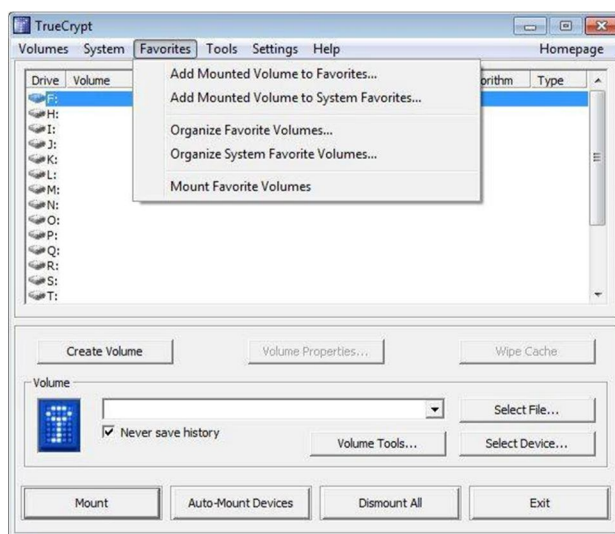 TrueCrypt
Volumes System Favorites Tools Settings Help Homepage
Drive Volume Type
Add Mounted Volume to Favorites...
Add Mounted Volume to System Favorites...
Organize Favorite Volumes...
Organize System Favorite Volumes...
Mount Favorite Volumes
F:
H:
I:
J:
K:
L:
M:
N:
O:
P:
Q:
R:
S:
T:
Create Volume Volume Properties... Wipe Cache
Volume
Select File...
Never save history
Volume Tools... Select Device...
Mount Auto-Mount Devices Dismount All Exit